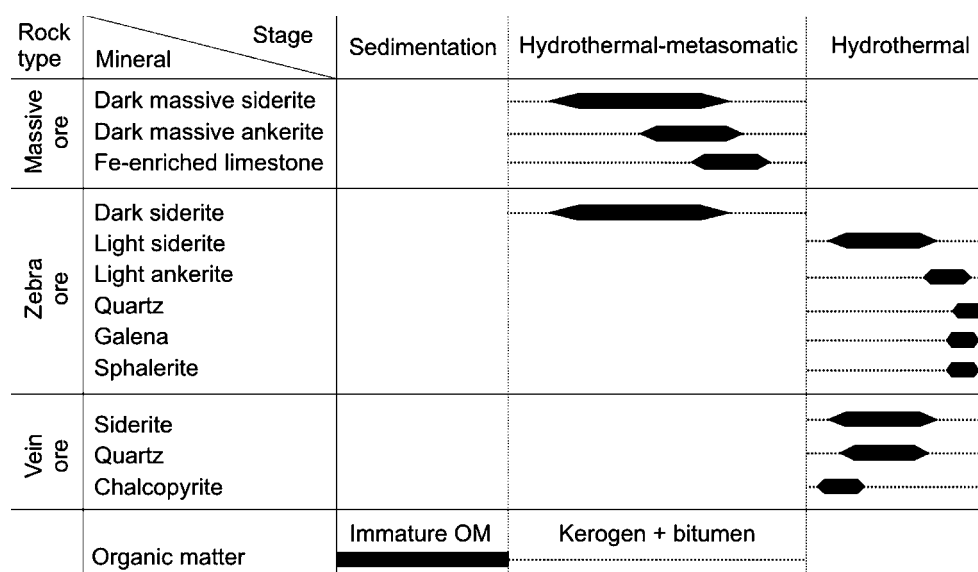 Rock type
Stage
Mineral
Sedimentation
Hydrothermal-metasomatic
Hydrothermal
Massive ore
Dark massive siderite
Dark massive ankerite
Fe-enriched limestone
Zebra ore
Dark siderite
Light siderite
Light ankerite
Quartz
Galena
Sphalerite
Vein ore
Siderite
Quartz
Chalcopyrite
Organic matter
Immature OM
Kerogen + bitumen